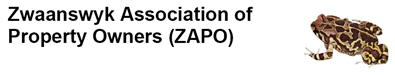 Zwaanswyk Association of
Property Owners (ZAPO)